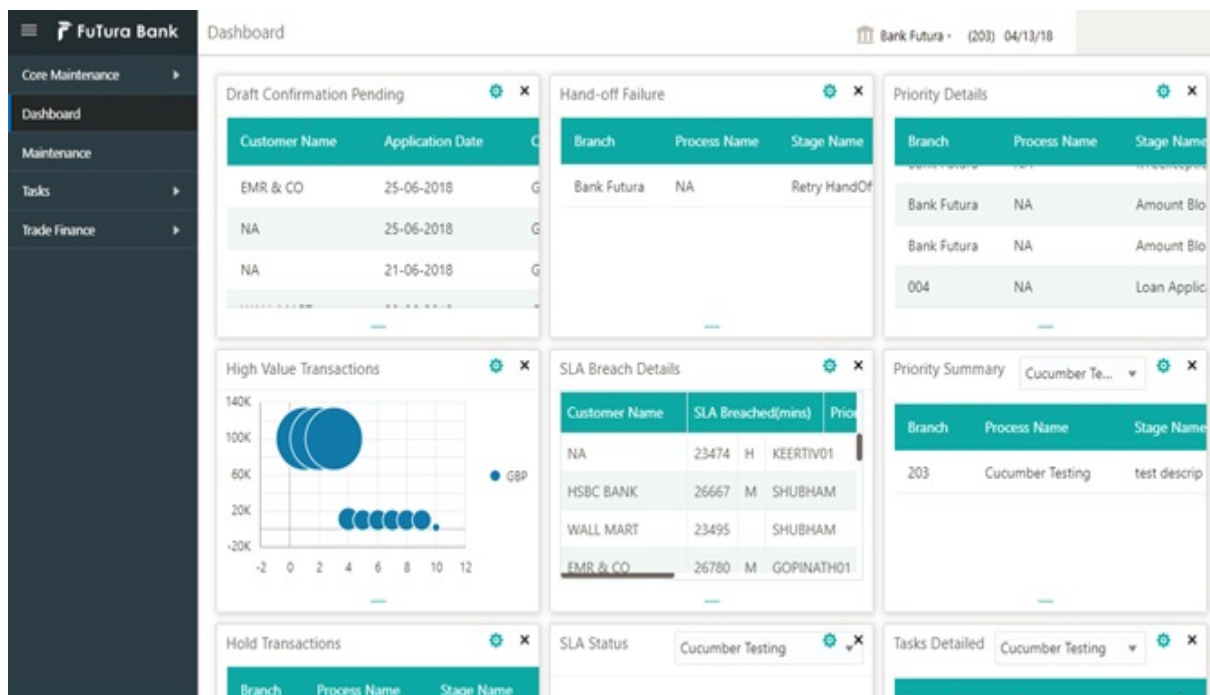 FuTura Bank
Dashboard
Bank Futura - (203) 04/13/18
Core Maintenance
Dashboard
Maintenance
Tasks
Trade Finance
Draft Confirmation Pending
Customer Name Application Date
EMR & CO 25-06-2018 G
NA 25-06-2018 G
NA 21-06-2018 G
Hand-off Failure
Branch Process Name Stage Name
Bank Futura NA Retry HandOf
Priority Details
Branch Process Name Stage Name
Bank Futura NA Amount Blo
Bank Futura NA Amount Blo
004 NA Loan Applic
High Value Transactions
140K
100K
60K
20K
-20K
-2 0 2 4 6 8 10 12
GBP
SLA Breach Details
Customer Name SLA Breached(mins) Prior
NA 23474 H KEERTIV01
HSBC BANK 26667 M SHUBHAM
WALL MART 23495 SHUBHAM
EMR & CO 26780 M GOPINATH01
Priority Summary Cucumber Te...
Branch Process Name Stage Name
203 Cucumber Testing test descrip
Hold Transactions
Branch Process Name Stage Name
SLA Status Cucumber Testing
Tasks Detailed Cucumber Testing